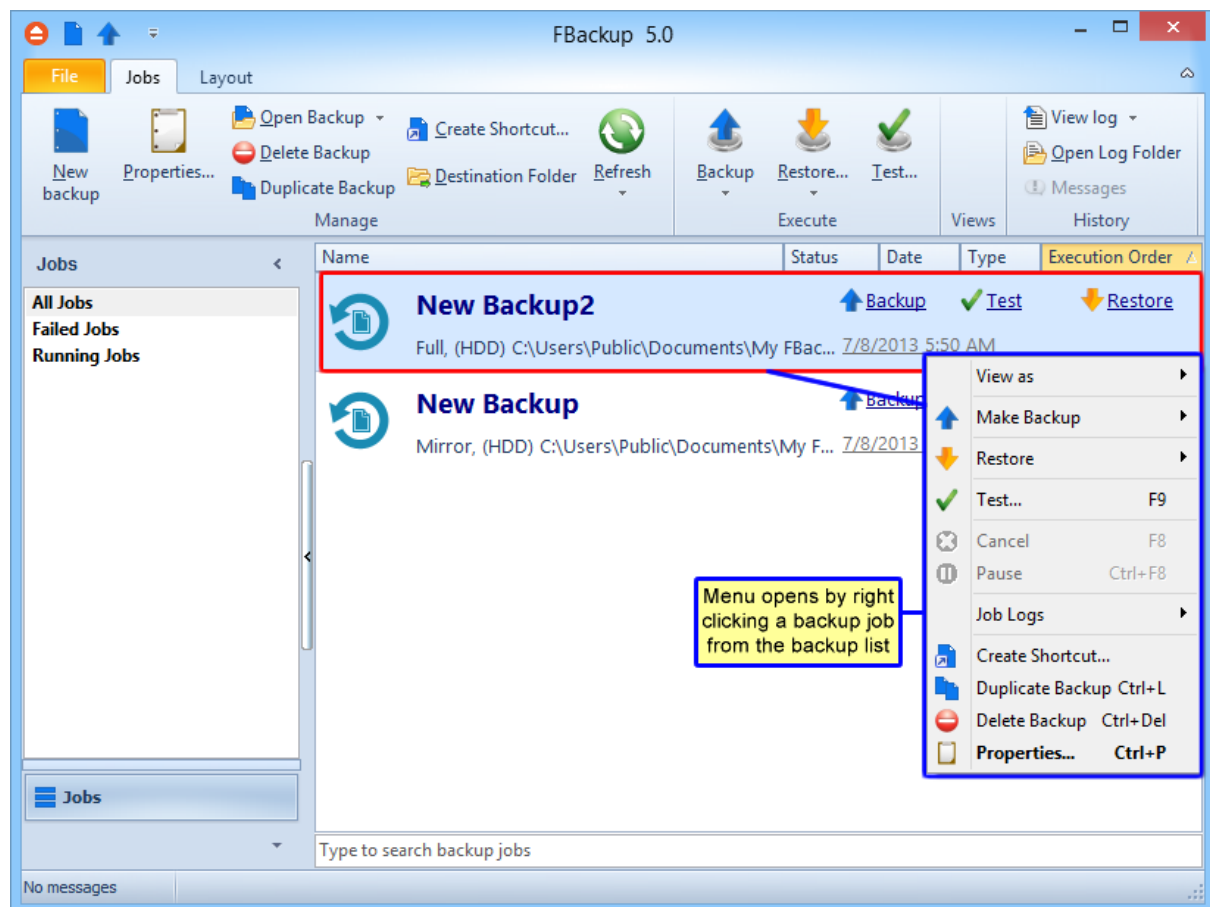 FBackup 5.0
File Jobs Layout
New backup
Properties...
Open Backup
Delete Backup
Duplicate Backup
Create Shortcut...
Destination Folder
Refresh
Manage
Backup
Restore...
Test...
Execute
Views
View log
Open Log Folder
Messages
History
Jobs
All Jobs
Failed Jobs
Running Jobs
Jobs
Name Status Date Type Execution Order
New Backup2 Backup Test Restore
Full, (HDD) C:\Users\Public\Documents\My FBac... 7/8/2013 5:50 AM
New Backup Backup
Mirror, (HDD) C:\Users\Public\Documents\My F... 7/8/2013
View as
Make Backup
Restore
Test... F9
Cancel F8
Pause Ctrl+F8
Job Logs
Create Shortcut...
Duplicate Backup Ctrl+L
Delete Backup Ctrl+Del
Properties... Ctrl+P
Menu opens by right
clicking a backup job
from the backup list
Type to search backup jobs
No messages